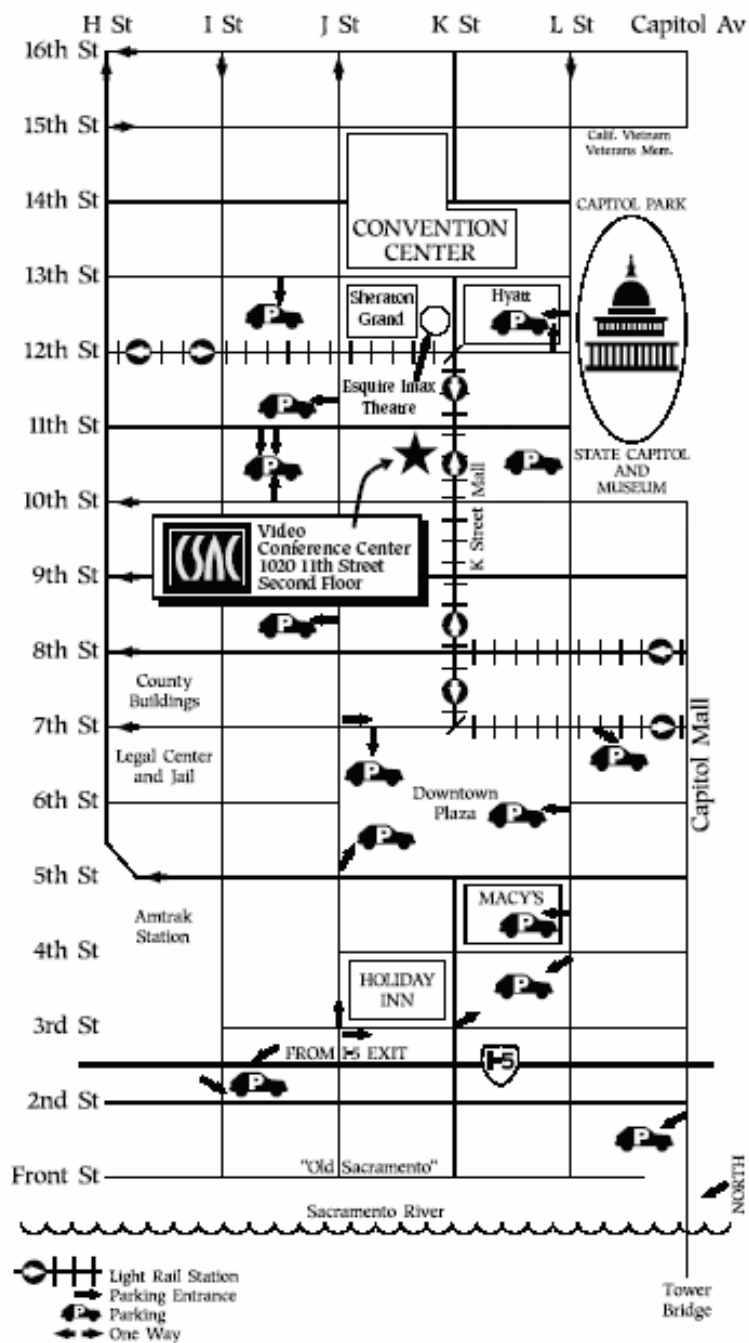 H St I St J St K St L St Capitol Av
16th St
15th St
Calif. Vietnam
Veterans Mem.
14th St
CAPITOL PARK
CONVENTION
CENTER
13th St
Sheraton
Grand
Hyatt
P
P
12th St
Esquire Imax
Theatre
P
11th St
STATE CAPITOL
AND
MUSEUM
P
P
K Street Mall
10th St
CSAC
Video
Conference Center
1020 11th Street
Second Floor
9th St
P
8th St
County
Buildings
7th St
Capitol Mall
Legal Center
and Jail
P
P
Downtown
Plaza
6th St
P
P
5th St
MACY'S
P
Amtrak
Station
4th St
HOLIDAY
INN
P
3rd St
FROM I-5 EXIT
I-5
P
2nd St
P
"Old Sacramento"
Front St
NORTH
Sacramento River
Light Rail Station
Parking Entrance
P
Parking
One Way
Tower
Bridge